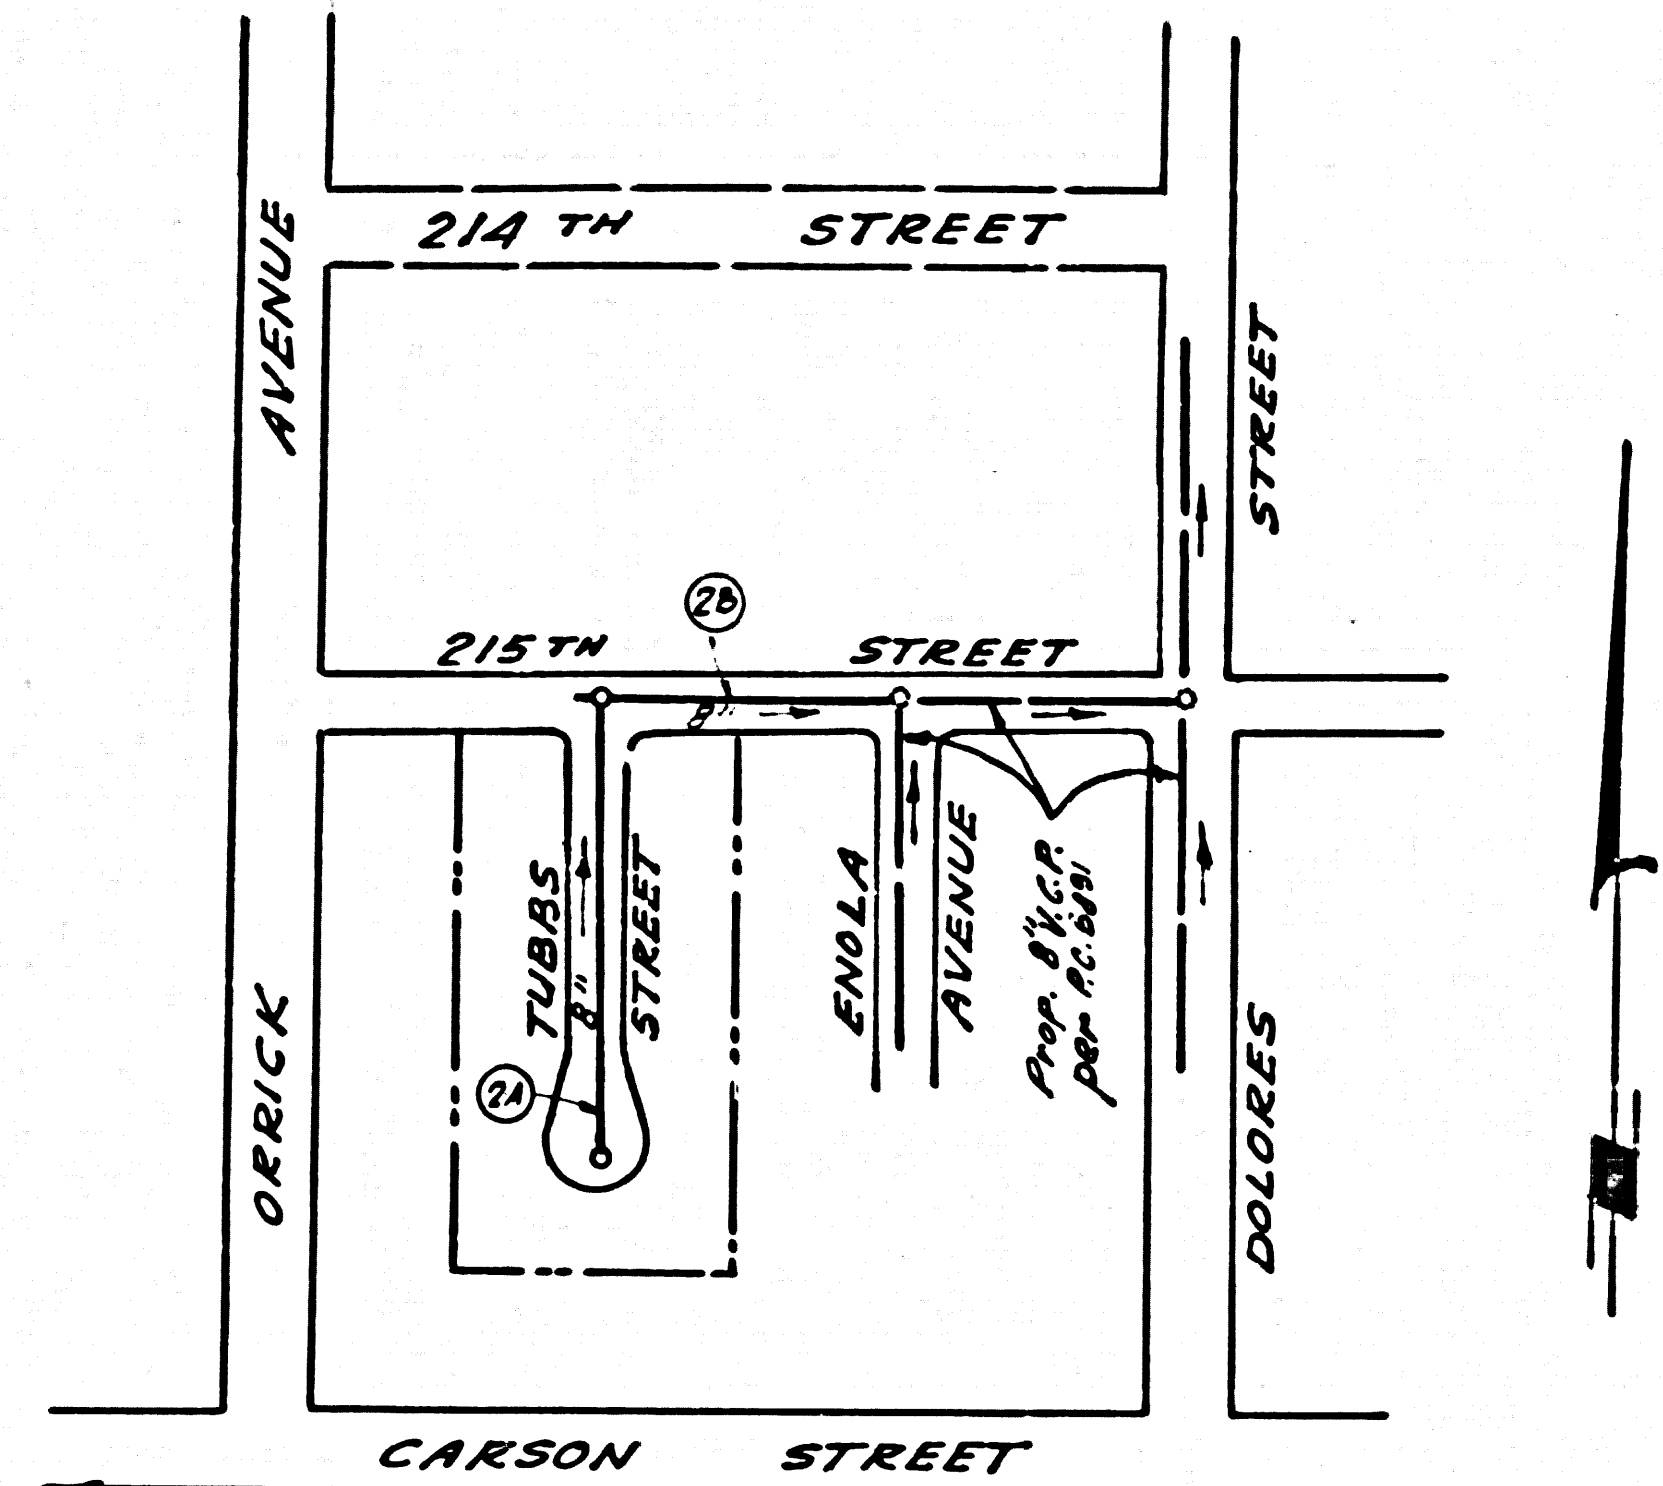 214 TH STREET
AVENUE
STREET
2B
215 TH STREET
8"
TUBBS
8"
STREET
ENOLA
AVENUE
Prop. 8" V.C.P.
per P.C.
2A
ORRICK
DOLORES
CARSON STREET